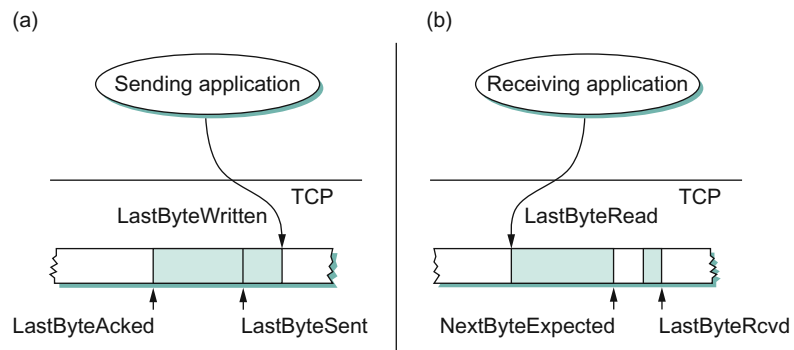 (a)
Sending application
TCP
LastByteWritten
LastByteAcked
LastByteSent
(b)
Receiving application
TCP
LastByteRead
NextByteExpected
LastByteRcvd